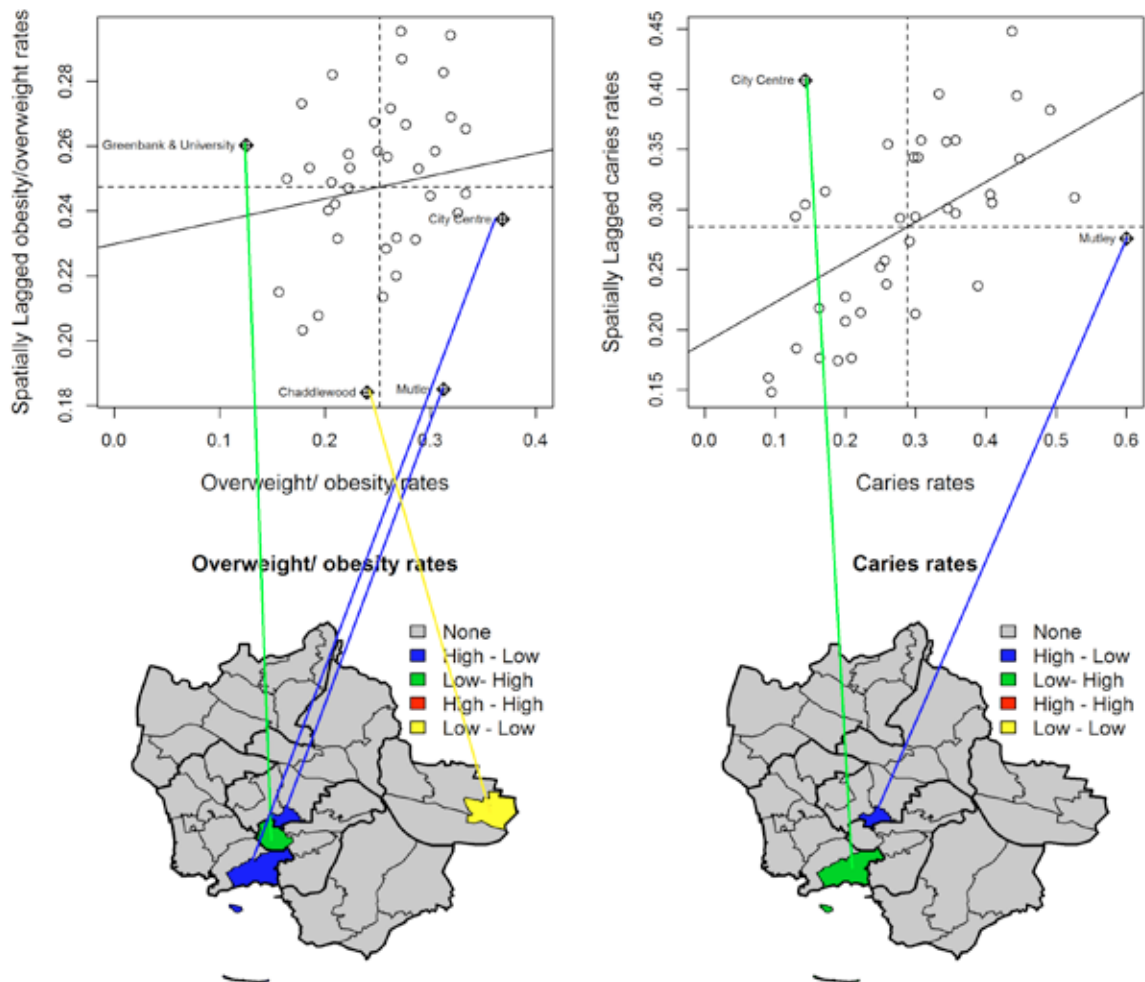 Spatially Lagged obesity/overweight rates
0.18 0.20 0.22 0.24 0.26 0.28
Greenbank & University
City Centre
Chaddlewood
Mutley
0.0 0.1 0.2 0.3 0.4
Overweight/ obesity rates
Spatially Lagged caries rates
0.15 0.20 0.25 0.30 0.35 0.40 0.45
City Centre
Mutley
0.0 0.1 0.2 0.3 0.4 0.5 0.6
Caries rates
Overweight/ obesity rates
None
High - Low
Low- High
High - High
Low - Low
Caries rates
None
High - Low
Low- High
High - High
Low - Low